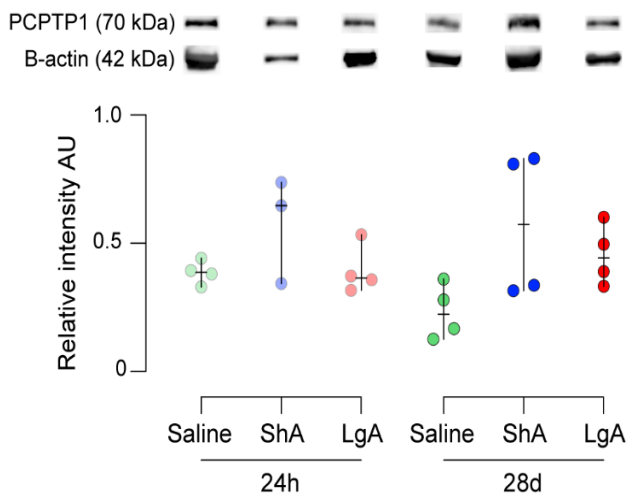 PCPTP1 (70 kDa)
B-actin (42 kDa)
Relative intensity AU
1.0
0.5
0
Saline ShA LgA Saline ShA LgA
24h 28d